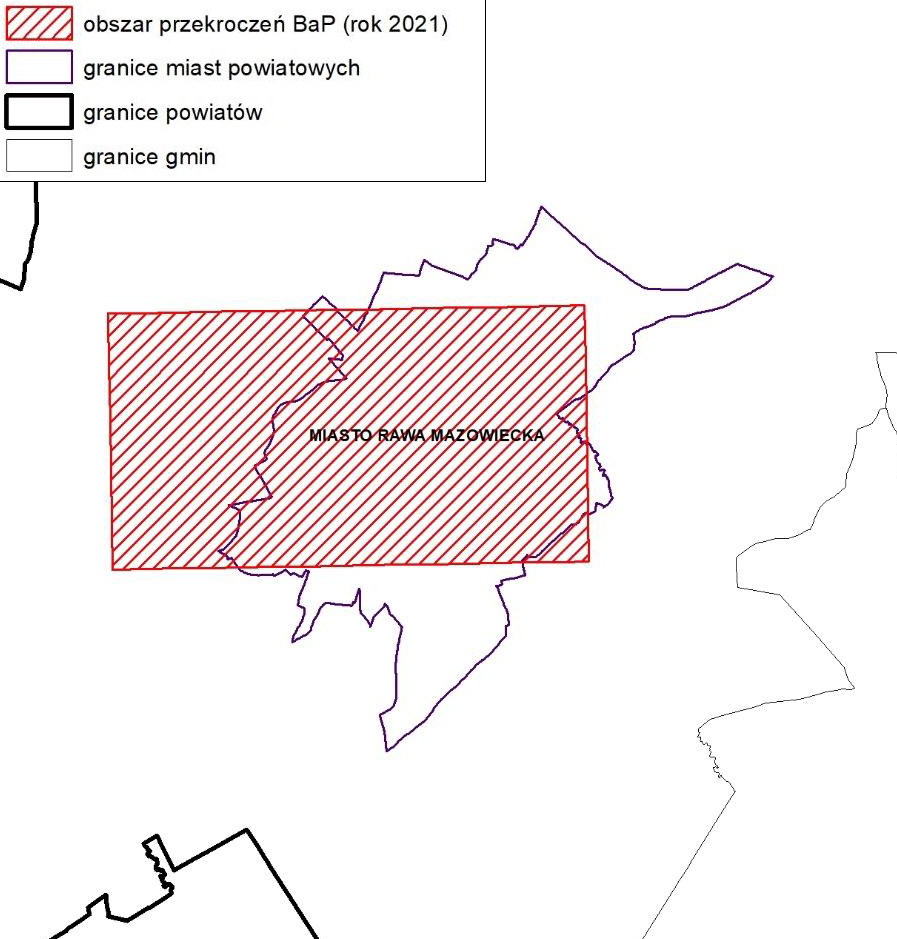 obszar przekroczeń BaP (rok 2021)
granice miast powiatowych
granice powiatów
granice gmin
MIASTO RAWA MAZOWIECKA